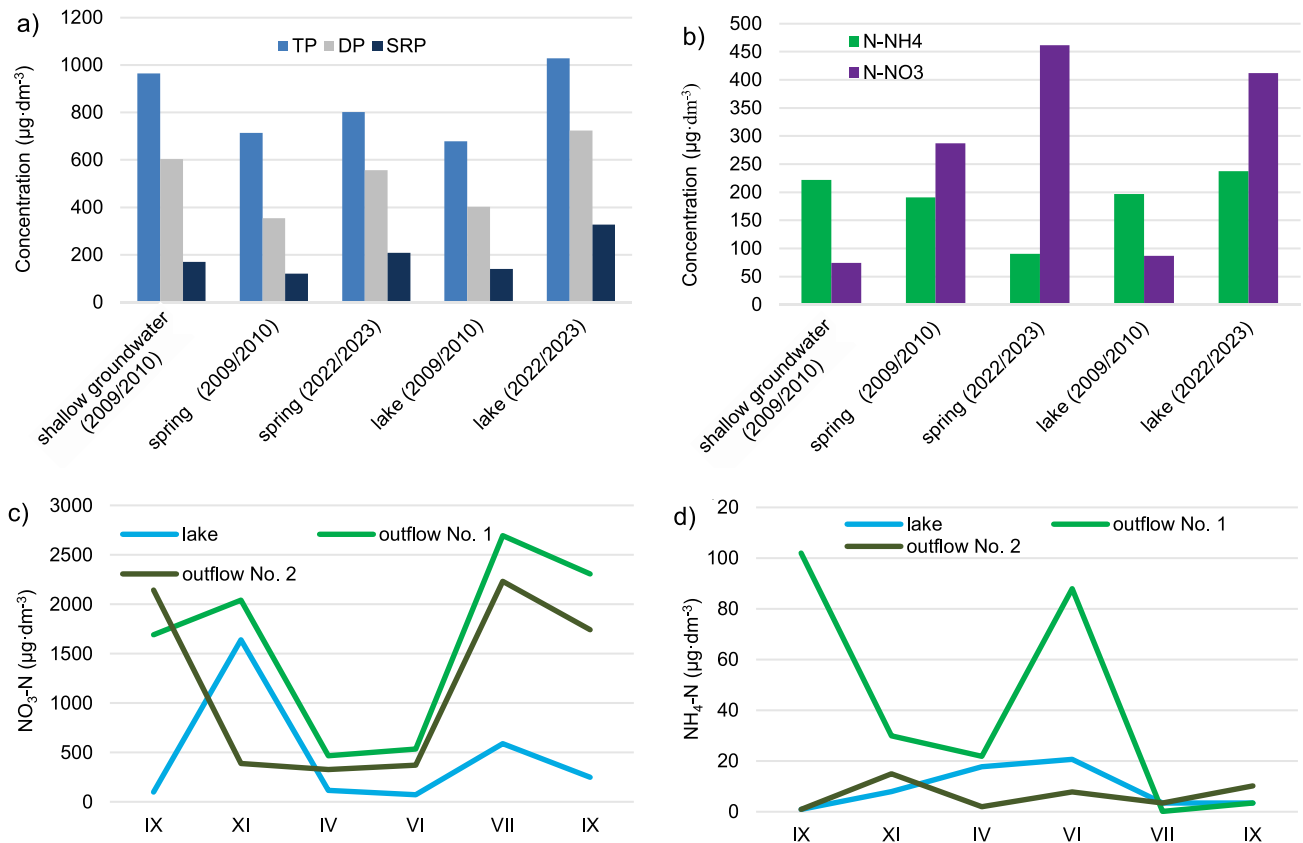 a)
1200
1000
800
600
400
200
0
Concentration (µg·dm⁻³)
TP DP SRP
shallow groundwater
(2009/2010)
spring (2009/2010)
spring (2022/2023)
lake (2009/2010)
lake (2022/2023)
b)
500
450
400
350
300
250
200
150
100
50
0
Concentration (µg·dm⁻³)
N-NH4
N-NO3
shallow groundwater
(2009/2010)
spring (2009/2010)
spring (2022/2023)
lake (2009/2010)
lake (2022/2023)
c)
3000
2500
2000
1500
1000
500
0
NO₃-N (µg·dm⁻³)
lake outflow No. 1
outflow No. 2
IX XI IV VI VII IX
d)
20
100
80
60
40
20
0
NH₄-N (µg·dm⁻³)
lake outflow No. 1
outflow No. 2
IX XI IV VI VII IX